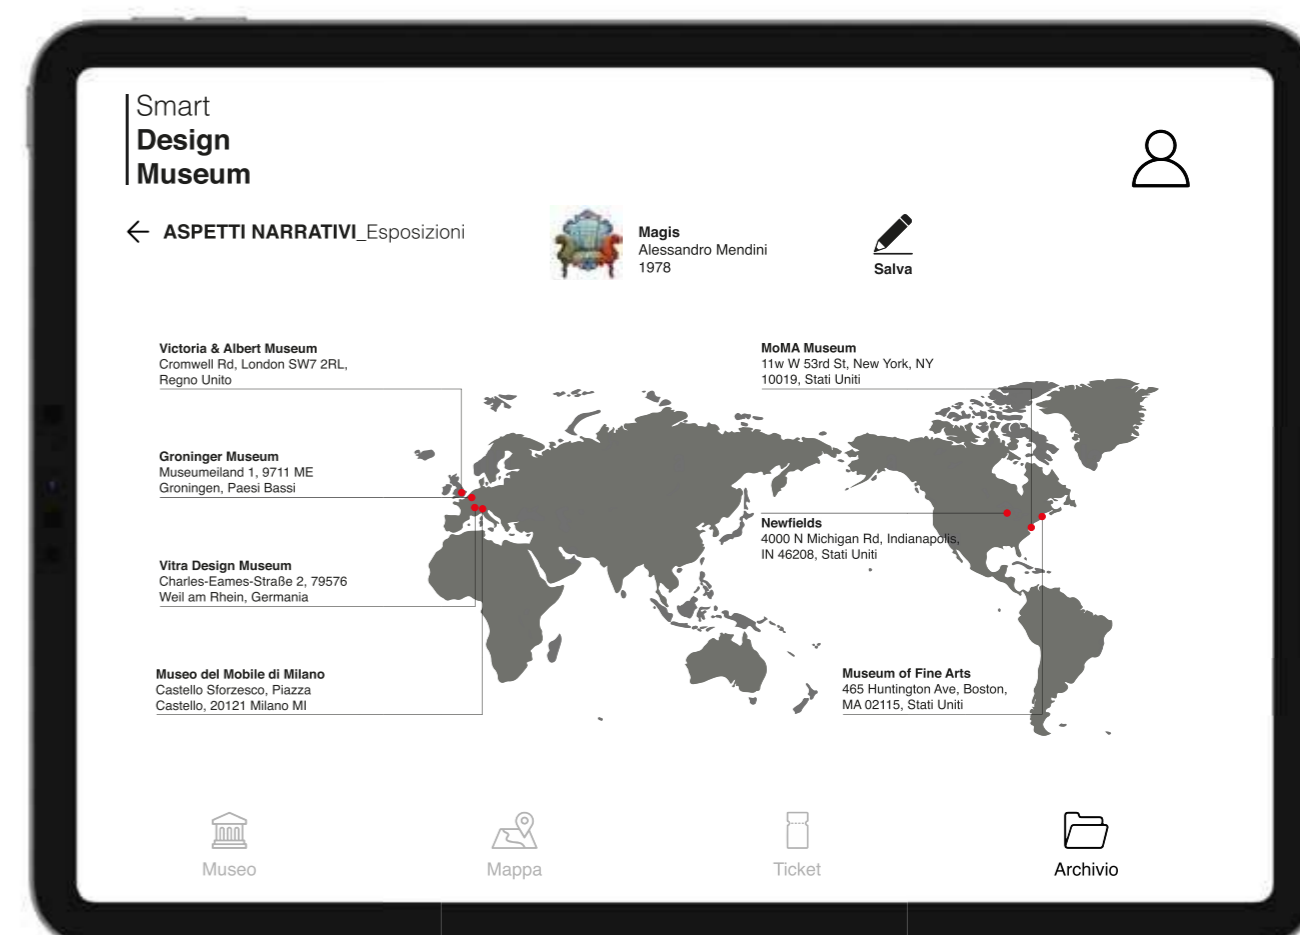 Smart
Design
Museum
ASPETTI NARRATIVI_Esposizioni
Magis
Alessandro Mendini
1978
Salva
Victoria & Albert Museum
Cromwell Rd, London SW7 2RL,
Regno Unito
MoMA Museum
11w W 53rd St, New York, NY
10019, Stati Uniti
Groninger Museum
Museumeiland 1, 9711 ME
Groningen, Paesi Bassi
Newfields
4000 N Michigan Rd, Indianapolis,
IN 46208, Stati Uniti
Vitra Design Museum
Charles-Eames-Straße 2, 79576
Weil am Rhein, Germania
Museo del Mobile di Milano
Castello Sforzesco, Piazza
Castello, 20121 Milano MI
Museum of Fine Arts
465 Huntington Ave, Boston,
MA 02115, Stati Uniti
Museo
Mappa
Ticket
Archivio